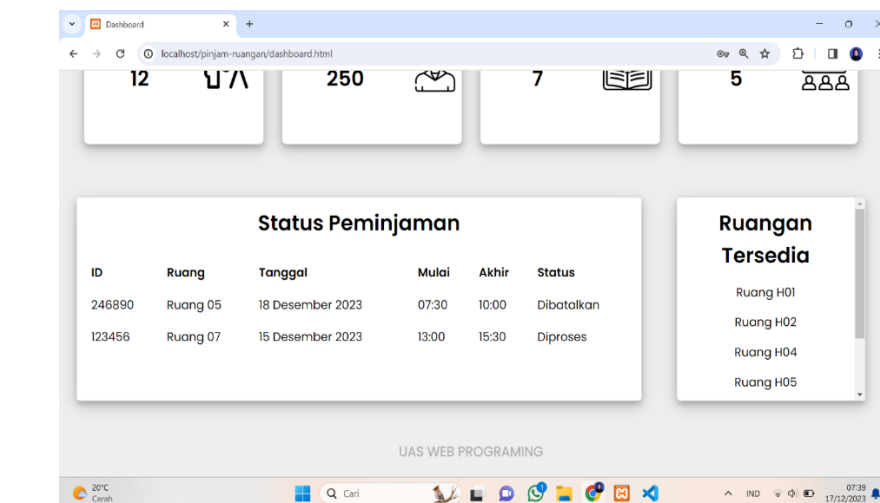 Dashboard
localhost/pinjam-ruangan/dashboard.html
12 250 7 5
Status Peminjaman
ID Ruang Tanggal Mulai Akhir Status
246890 Ruang 05 18 Desember 2023 07:30 10:00 Dibatalkan
123456 Ruang 07 15 Desember 2023 13:00 15:30 Diproses
Ruangan
Tersedia
Ruang H01
Ruang H02
Ruang H04
Ruang H05
UAS WEB PROGRAMING
20°C
Cerah
Cari
IND
07:39
17/12/2023